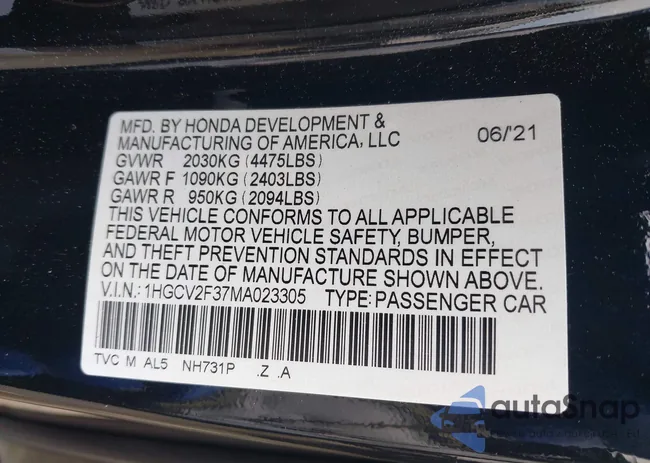 MFD. BY HONDA DEVELOPMENT &
MANUFACTURING OF AMERICA, LLC 06/'21
GVWR 2030KG (4475LBS)
GAWR F 1090KG (2403LBS)
GAWR R 950KG (2094LBS)
THIS VEHICLE CONFORMS TO ALL APPLICABLE
FEDERAL MOTOR VEHICLE SAFETY, BUMPER,
AND THEFT PREVENTION STANDARDS IN EFFECT
ON THE DATE OF MANUFACTURE SHOWN ABOVE.
V.I.N.: 1HGCV2F37MA023305 TYPE: PASSENGER CAR
TVC M AL5 NH731P .Z .A
autoSnap